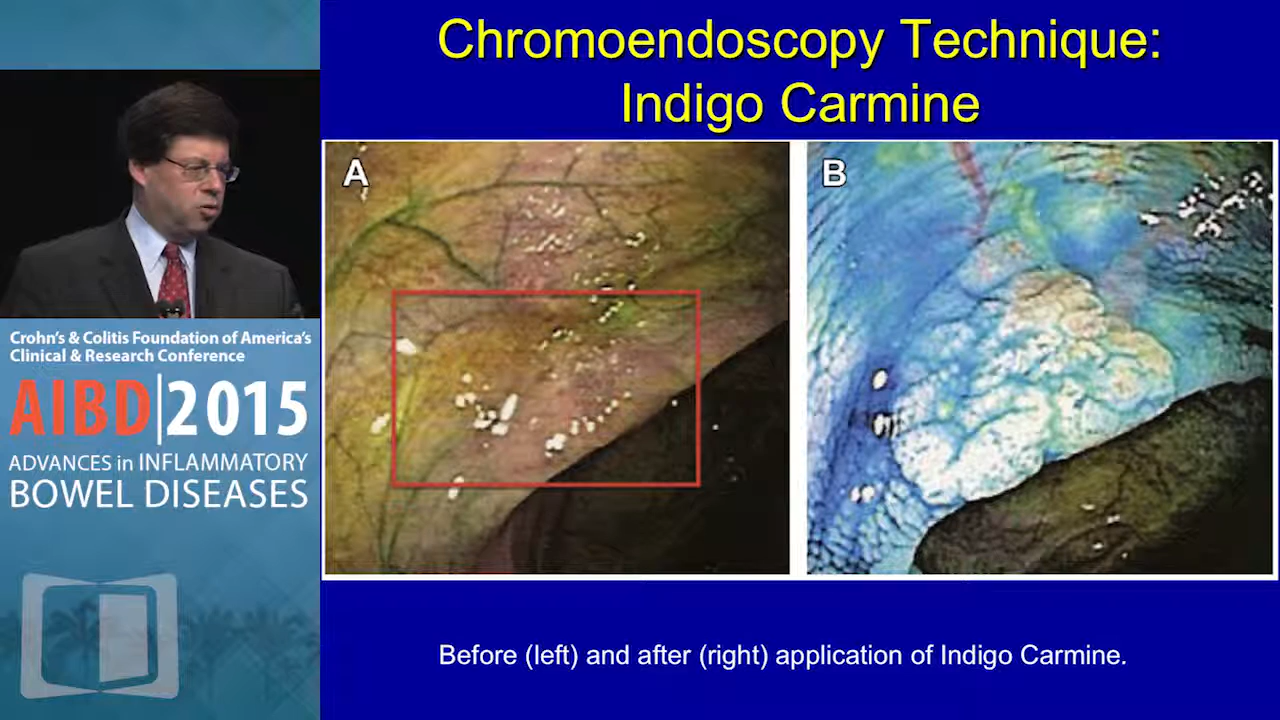 Chromoendoscopy Technique:
Indigo Carmine
A
B
Before (left) and after (right) application of Indigo Carmine.
Crohn's & Colitis Foundation of America's
Clinical & Research Conference
AIBD|2015
ADVANCES in INFLAMMATORY
BOWEL DISEASES